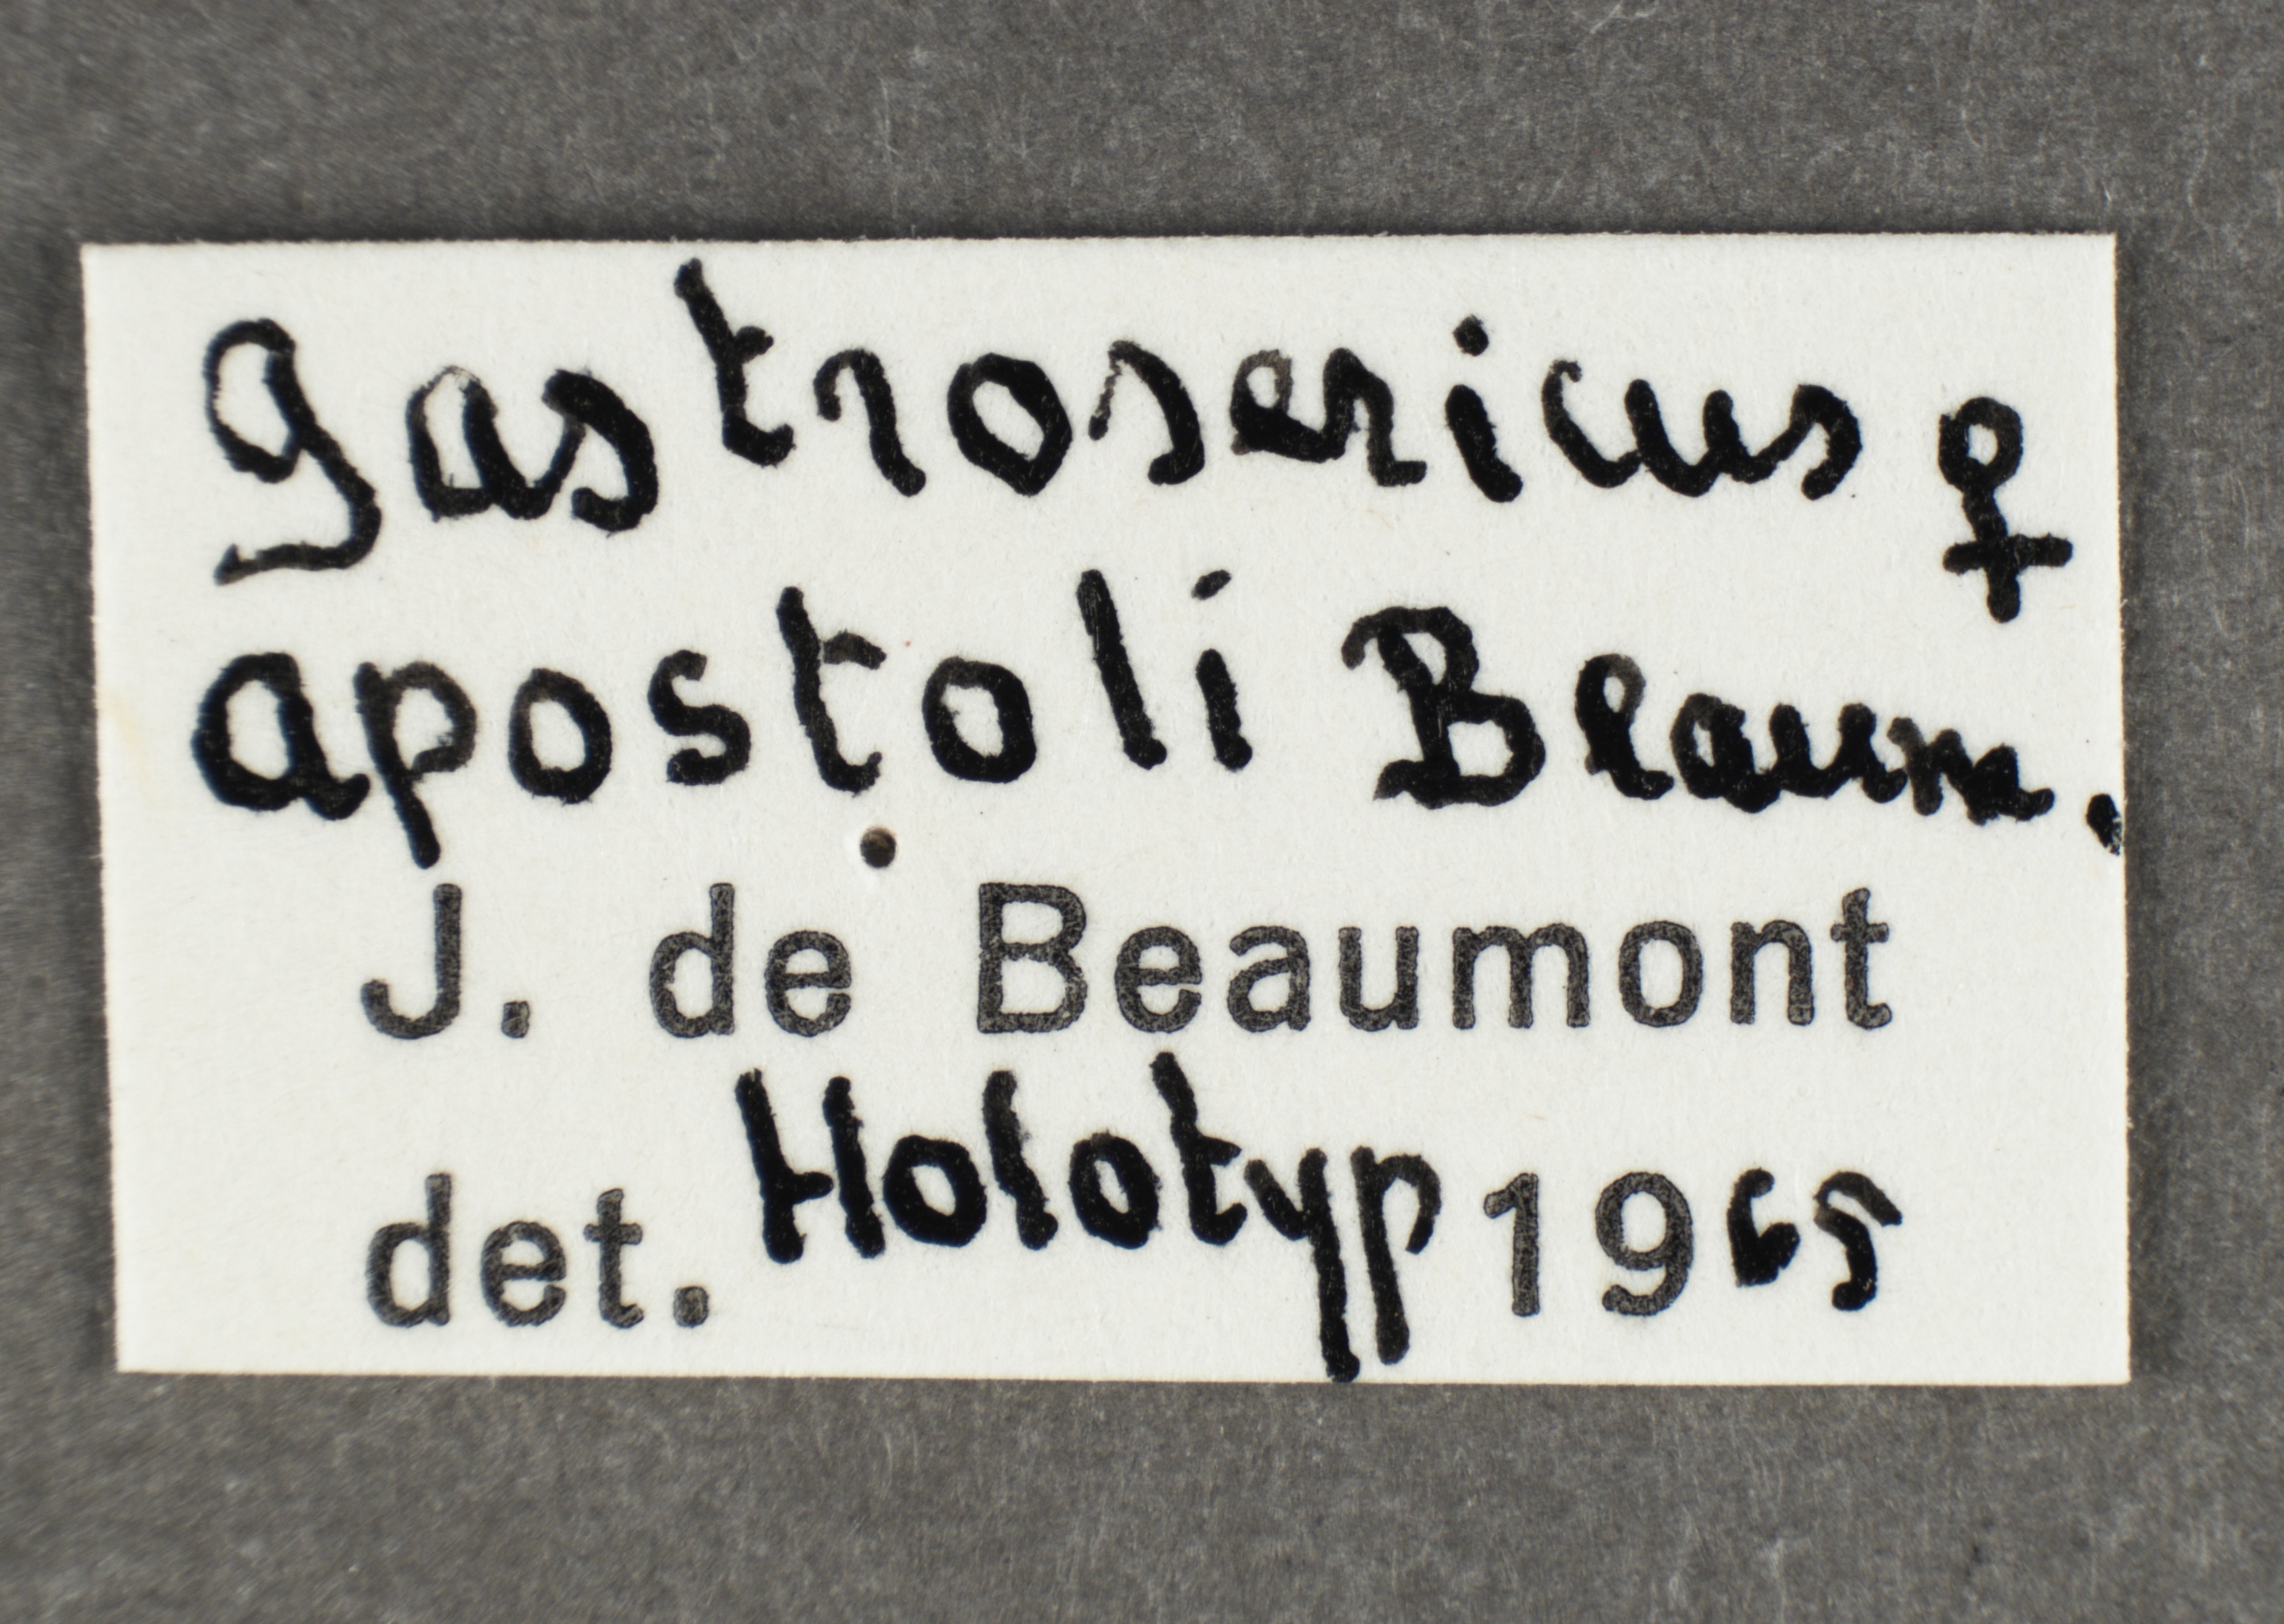 Gastrosericus ♀
apostoli Beaum.
J. de Beaumont
det. Holotyp 1965